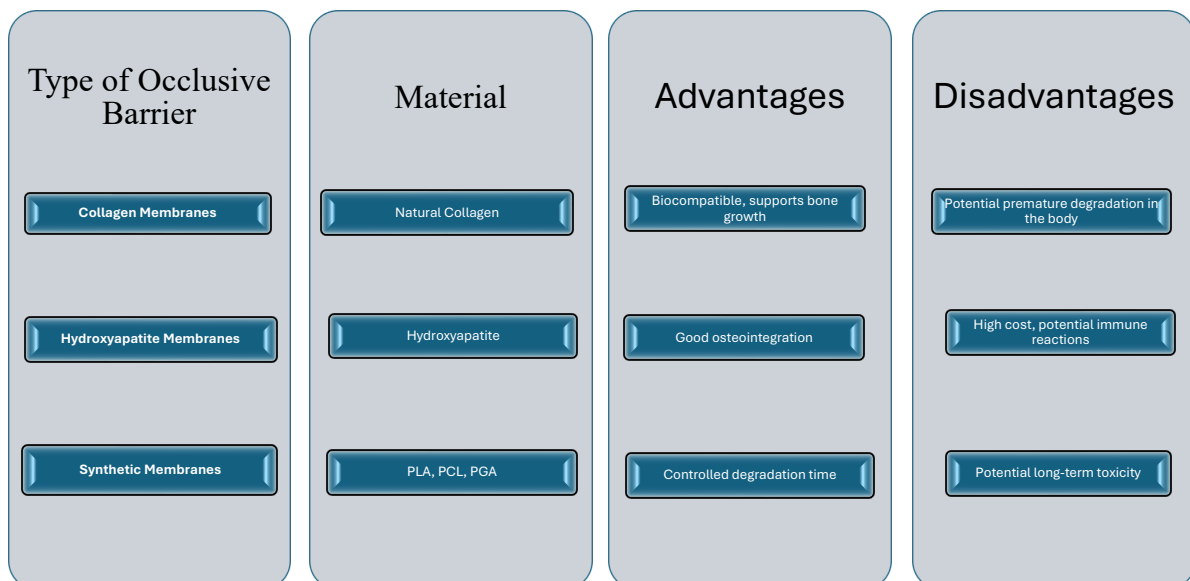 Type of Occlusive
Barrier
Collagen Membranes
Hydroxyapatite Membranes
Synthetic Membranes
Material
Natural Collagen
Hydroxyapatite
PLA, PCL, PGA
Advantages
Biocompatible, supports bone
growth
Good osteointegration
Controlled degradation time
Disadvantages
Potential premature degradation in
the body
High cost, potential immune
reactions
Potential long-term toxicity